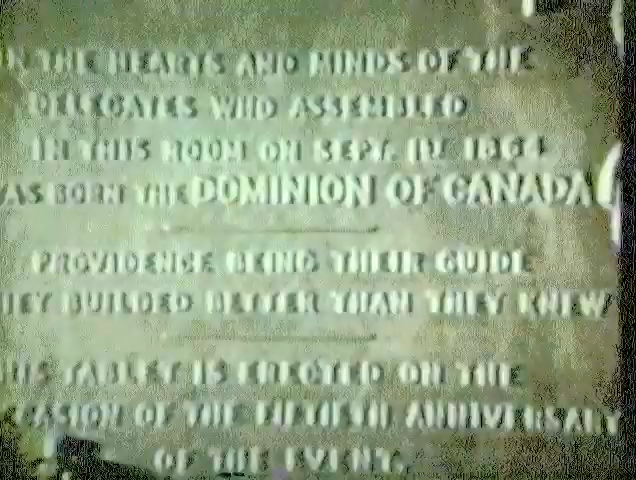 IN THE HEARTS AND MINDS OF THE
DELEGATES WHO ASSEMBLED
IN THIS ROOM ON SEPT. 1864
AS BORN THE DOMINION OF CANADA
PROVIDENCE BEING THEIR GUIDE
HEY BUILDED BETTER THAN THEY KNEW
HIS TABLET IS ERECTED ON THE
CASION OF THE FIFTIETH ANNIVERSARY
OF THE EVENT.